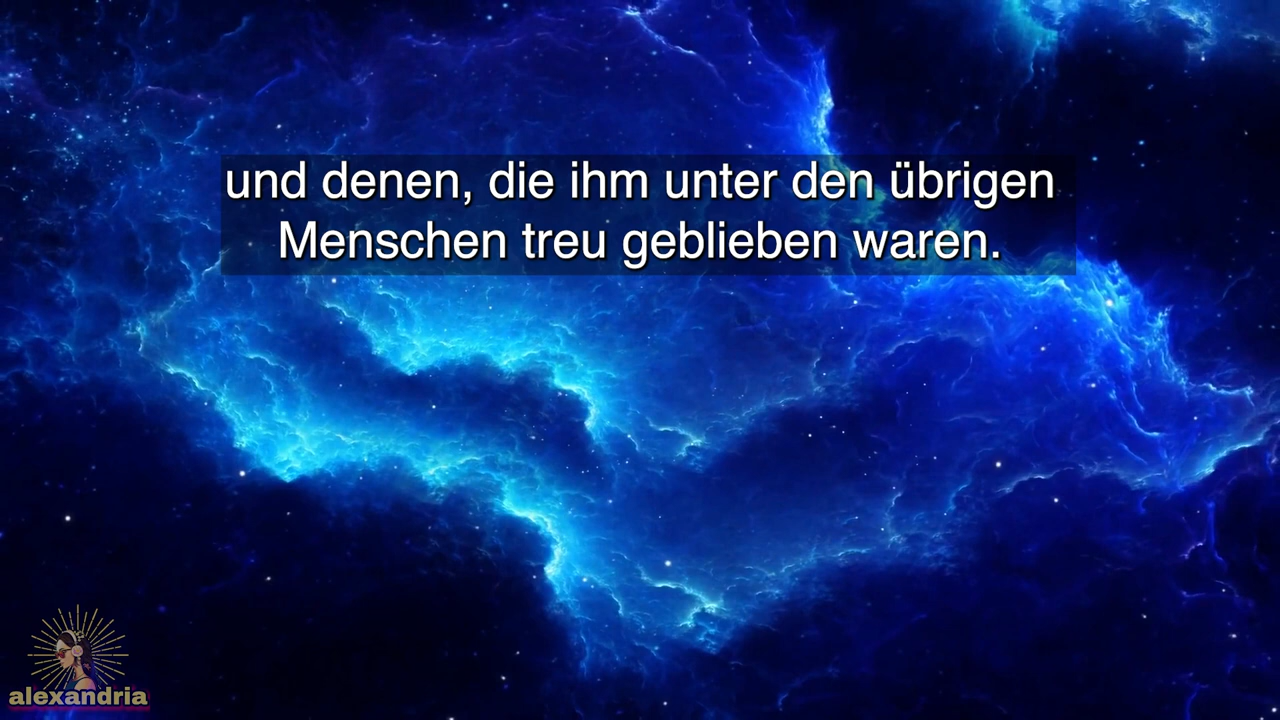 und denen, die ihm unter den übrigen
Menschen treu geblieben waren.
alexandria